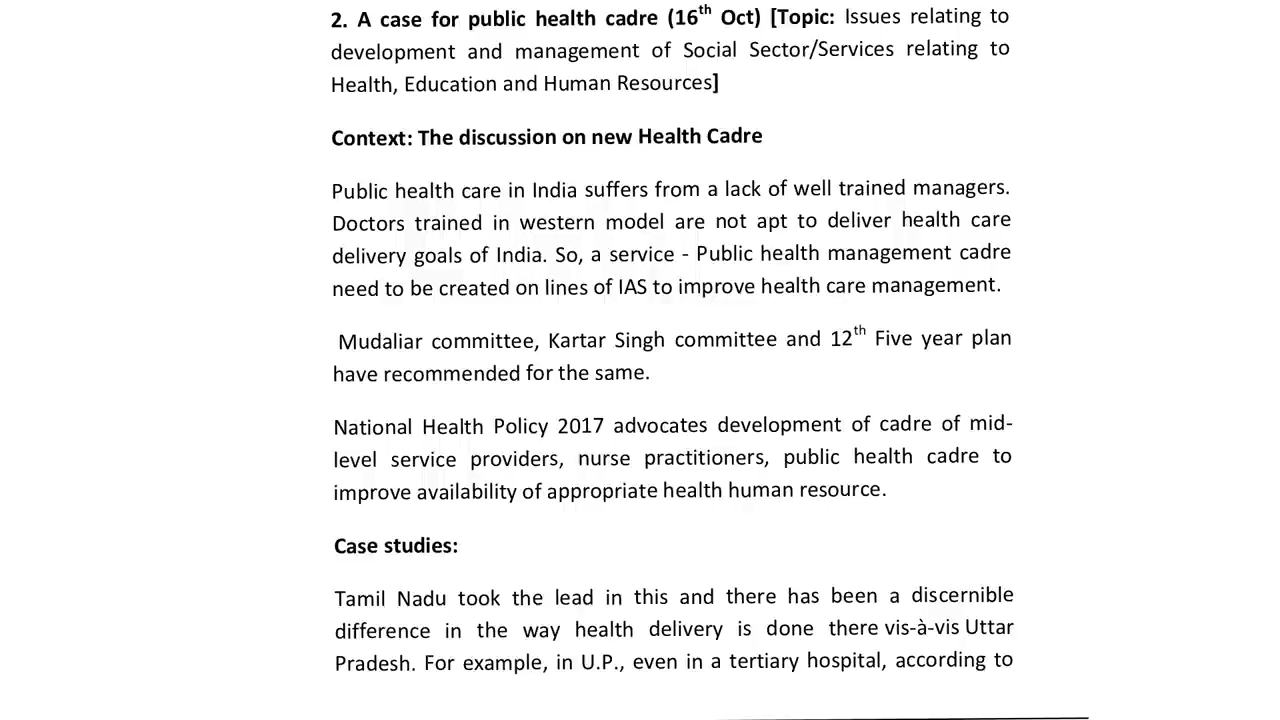 2. A case for public health cadre (16th Oct) [Topic: Issues relating to
development and management of Social Sector/Services relating to
Health, Education and Human Resources]
Context: The discussion on new Health Cadre
Public health care in India suffers from a lack of well trained managers.
Doctors trained in western model are not apt to deliver health care
delivery goals of India. So, a service - Public health management cadre
need to be created on lines of IAS to improve health care management.
Mudaliar committee, Kartar Singh committee and 12th Five year plan
have recommended for the same.
National Health Policy 2017 advocates development of cadre of mid-
level service providers, nurse practitioners, public health cadre to
improve availability of appropriate health human resource.
Case studies:
Tamil Nadu took the lead in this and there has been a discernible
difference in the way health delivery is done there vis-à-vis Uttar
Pradesh. For example, in U.P., even in a tertiary hospital, according to